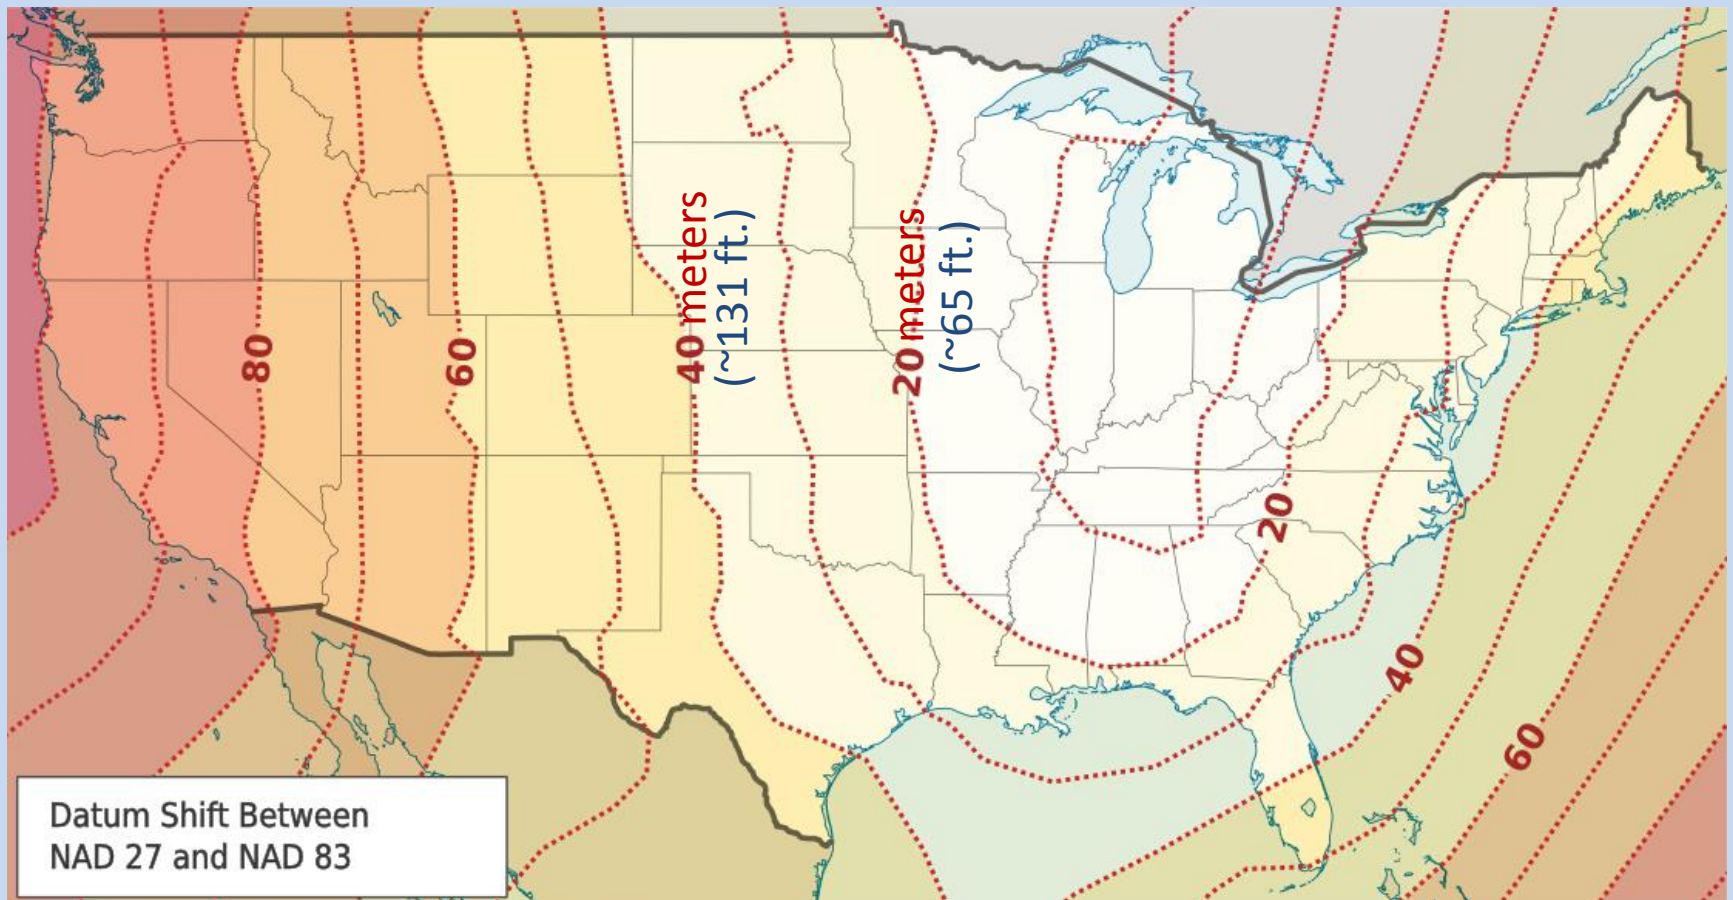 80
60
40 meters
(~131 ft.)
20 meters
(~65 ft.)
20
40
60
Datum Shift Between
NAD 27 and NAD 83